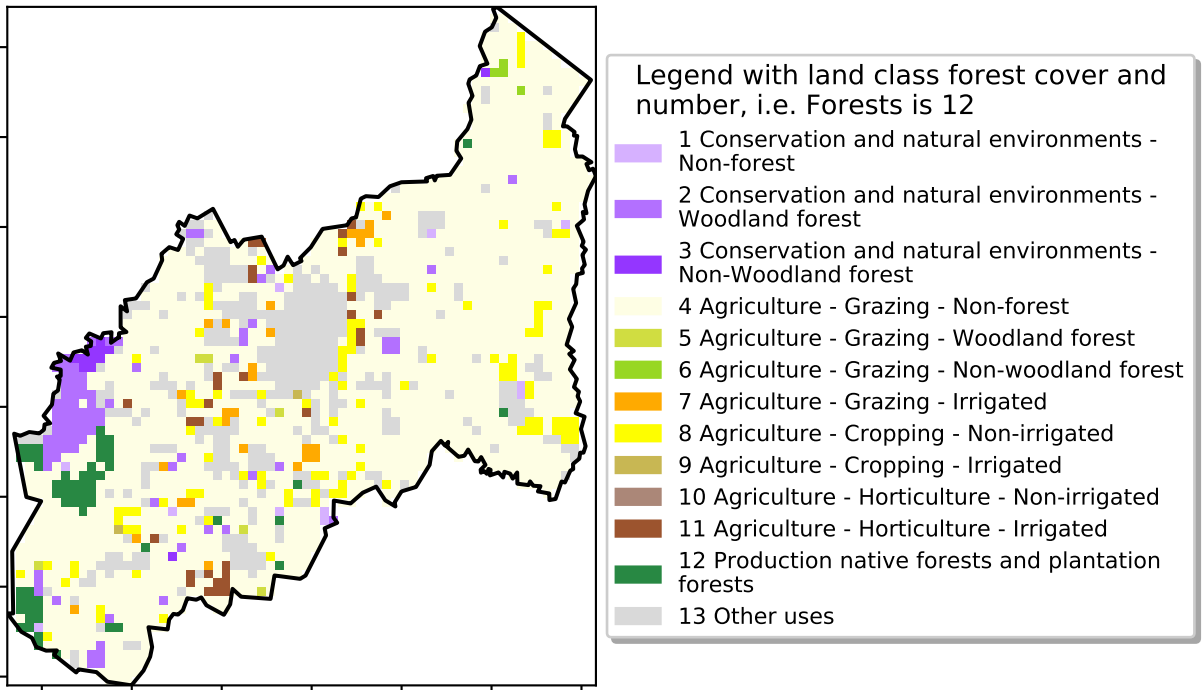 Legend with land class forest cover and
number, i.e. Forests is 12
1 Conservation and natural environments -
Non-forest
2 Conservation and natural environments -
Woodland forest
3 Conservation and natural environments -
Non-Woodland forest
4 Agriculture - Grazing - Non-forest
5 Agriculture - Grazing - Woodland forest
6 Agriculture - Grazing - Non-woodland forest
7 Agriculture - Grazing - Irrigated
8 Agriculture - Cropping - Non-irrigated
9 Agriculture - Cropping - Irrigated
10 Agriculture - Horticulture - Non-irrigated
11 Agriculture - Horticulture - Irrigated
12 Production native forests and plantation
forests
13 Other uses